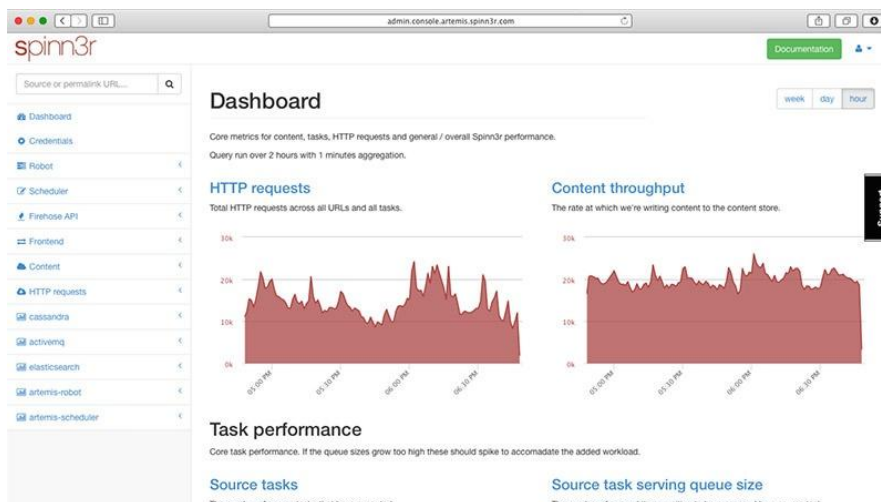 admin.console.artemis.spinn3r.com
spinn3r
Documentation
Source or permalink URL...
Dashboard
Credentials
Robot
Scheduler
Firehose API
Frontend
Content
HTTP requests
cassandra
activemq
elasticsearch
artemis-robot
artemis-scheduler
Dashboard
week day hour
Core metrics for content, tasks, HTTP requests and general / overall Spinn3r performance.
Query run over 2 hours with 1 minutes aggregation.
HTTP requests
Total HTTP requests across all URLs and all tasks.
30k
20k
10k
0k
05:00 PM
05:30 PM
06:00 PM
06:30 PM
Content throughput
The rate at which we're writing content to the content store.
30k
20k
10k
0k
05:00 PM
05:30 PM
06:00 PM
06:30 PM
Support
Task performance
Core task performance. If the queue sizes grow too high these should spike to accomadate the added workload.
Source tasks
Source task serving queue size